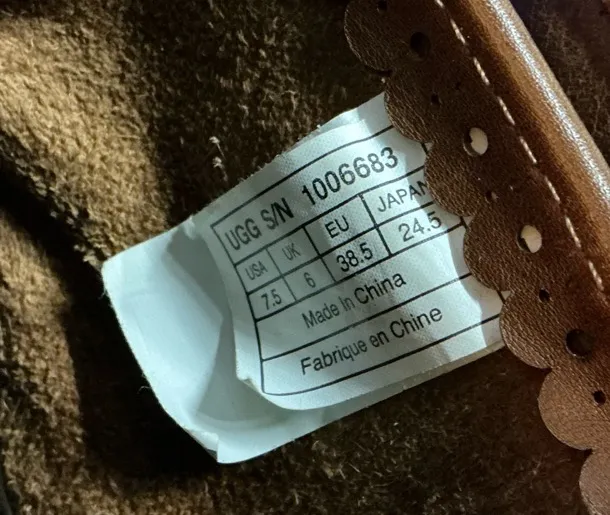 UGG S/N 1006683
USA UK EU JAPAN
7.5 6 38.5 24.5
Made In China
Fabrique en Chine